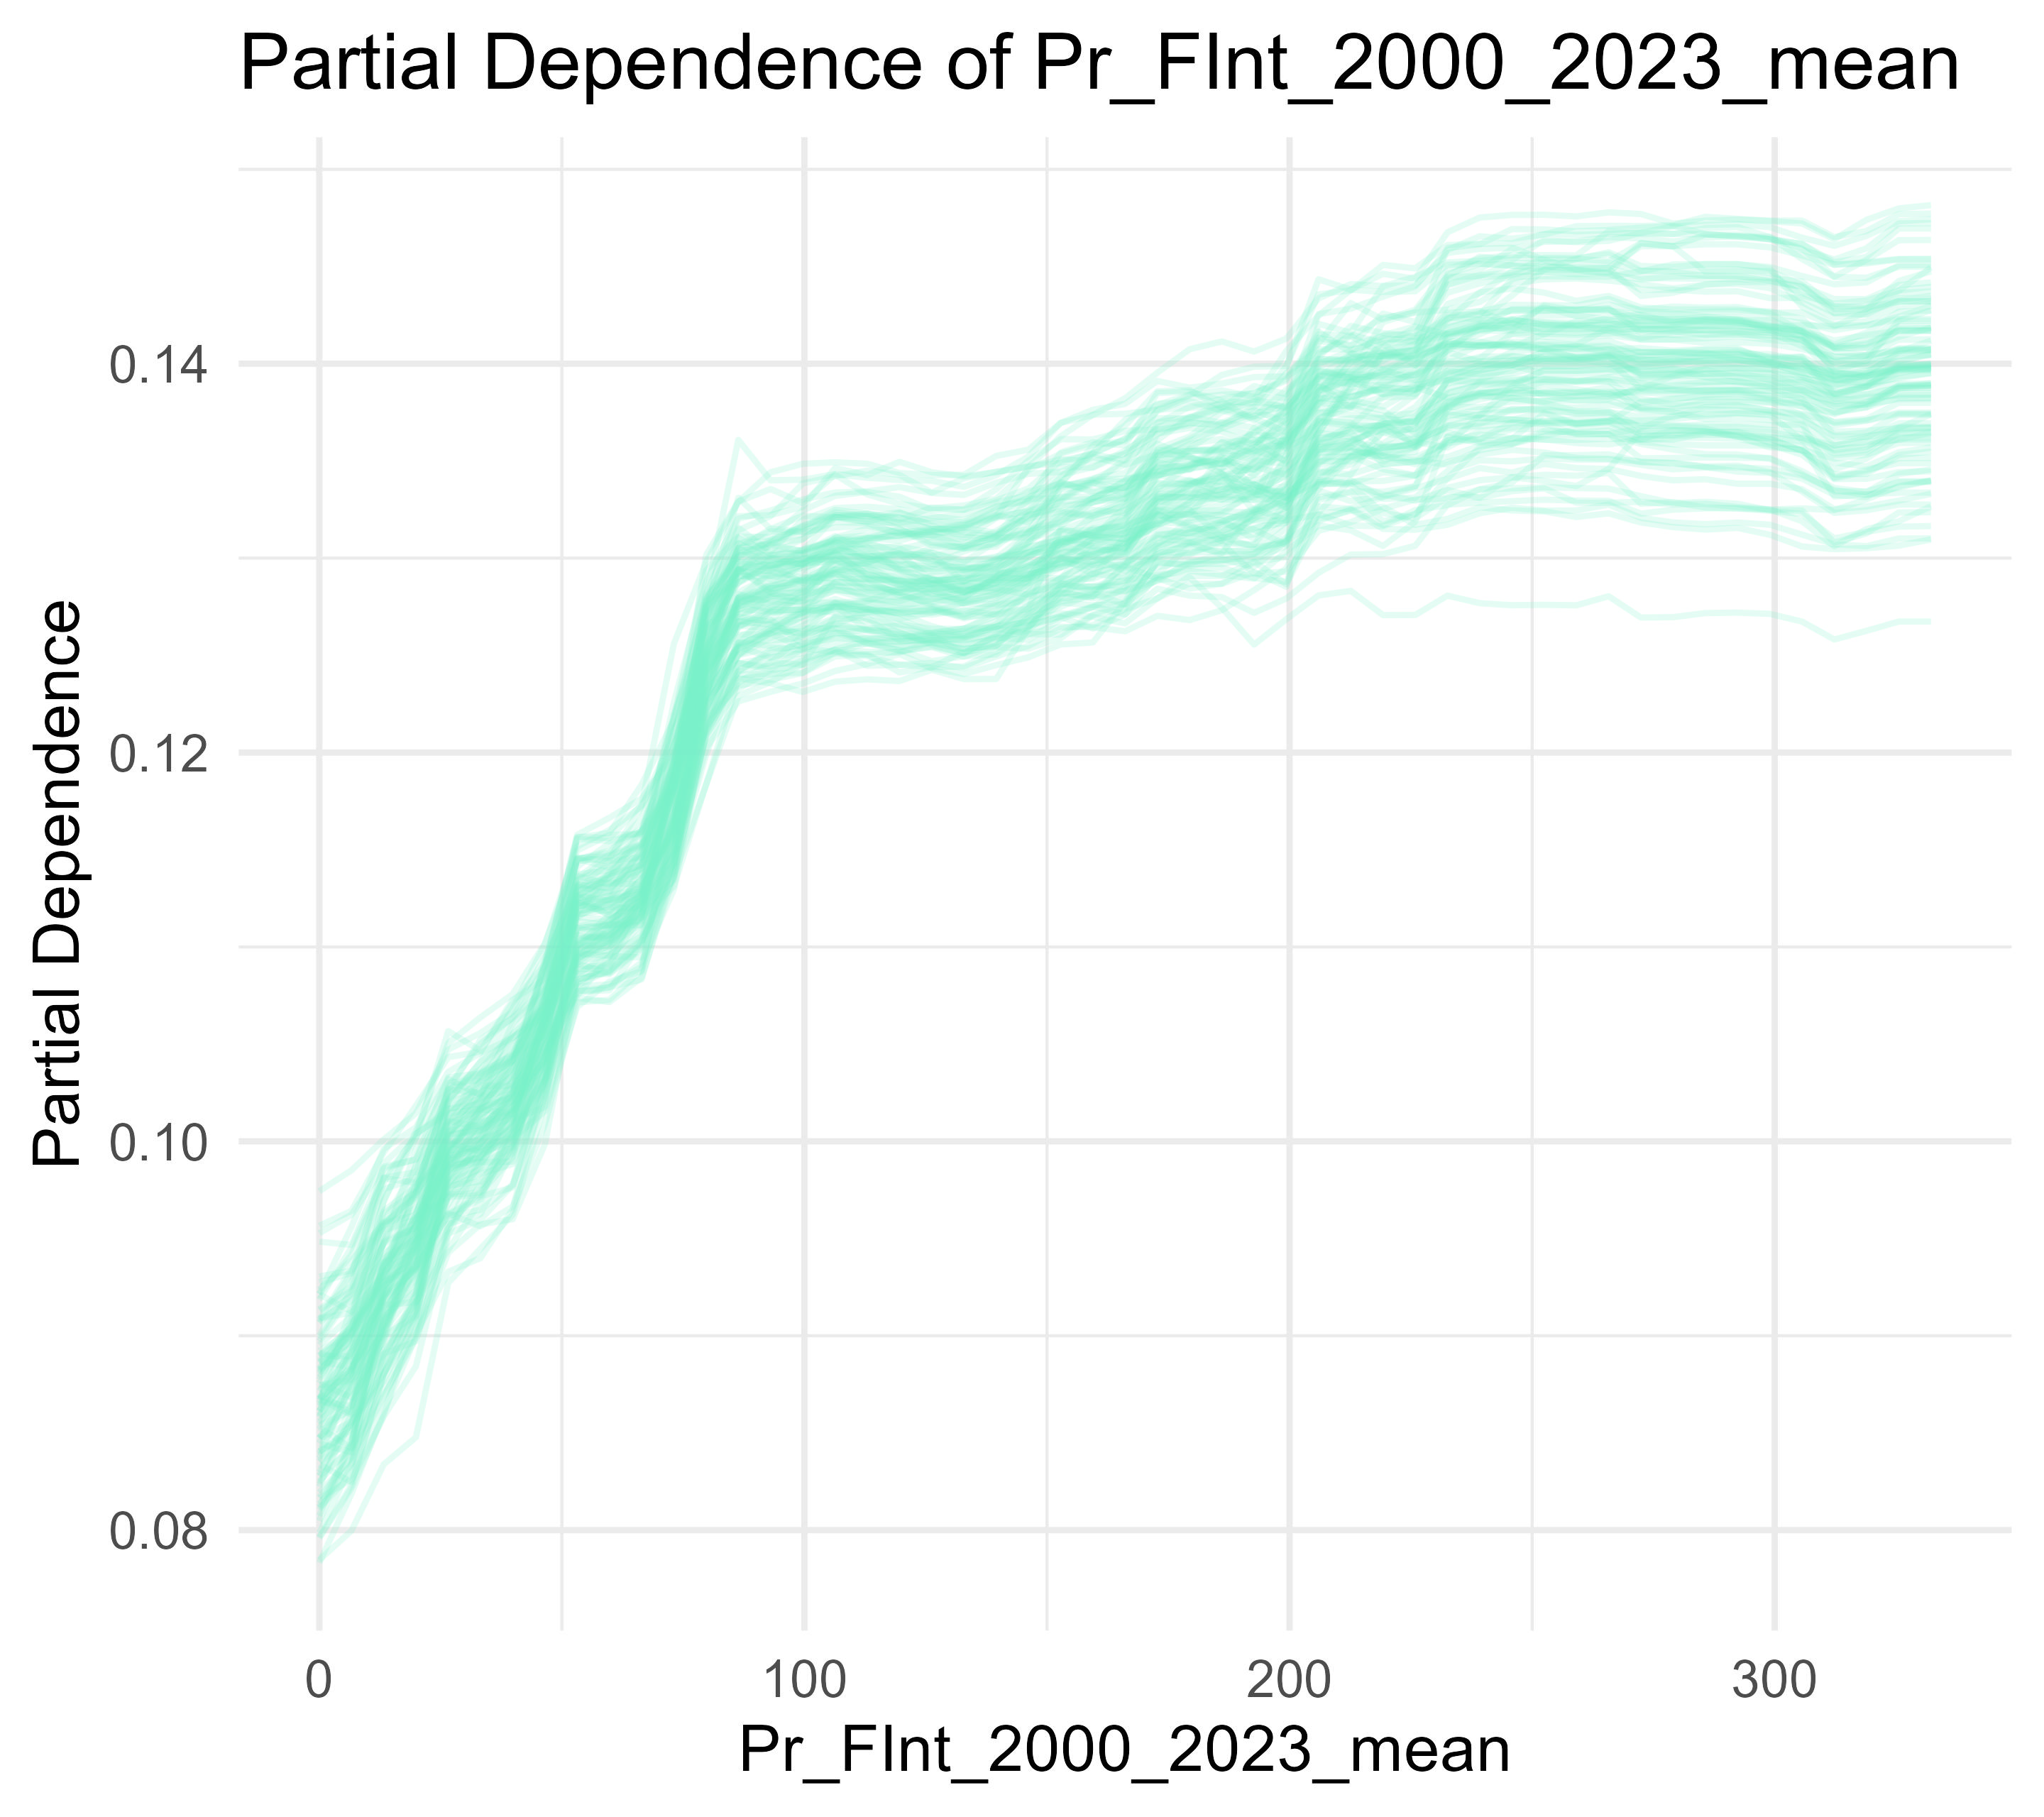 Partial Dependence of Pr_FInt_2000_2023_mean
Partial Dependence
0.14
0.12
0.10
0.08
0
100
200
300
Pr_FInt_2000_2023_mean